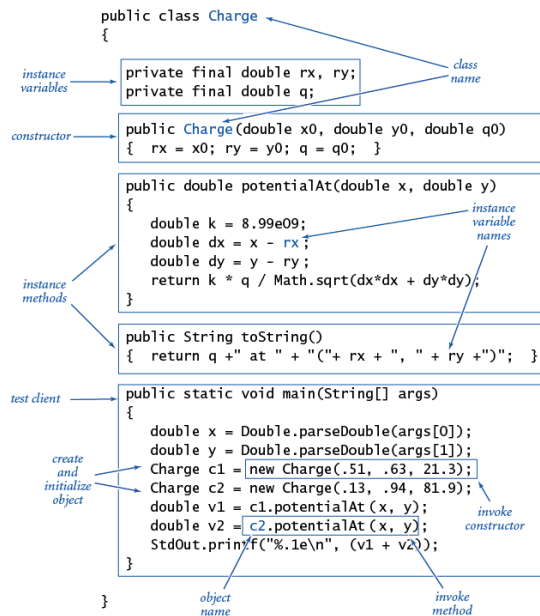 public class Charge
{
class
name
instance
variables
private final double rx, ry;
private final double q;
constructor
public Charge(double x0, double y0, double q0)
{ rx = x0; ry = y0; q = q0; }
public double potentialAt(double x, double y)
{
double k = 8.99e09;
double dx = x - rx;
double dy = y - ry;
return k * q / Math.sqrt(dx*dx + dy*dy);
}
instance
variable
names
instance
methods
public String toString()
{ return q +" at " + "("+ rx + ", " + ry +")"; }
test client
public static void main(String[] args)
{
double x = Double.parseDouble(args[0]);
double y = Double.parseDouble(args[1]);
Charge c1 = new Charge(.51, .63, 21.3);
Charge c2 = new Charge(.13, .94, 81.9);
double v1 = c1.potentialAt(x, y);
double v2 = c2.potentialAt(x, y);
StdOut.printf("%.1e\n", (v1 + v2));
}
create
and
initialize
object
invoke
constructor
object
name
invoke
method
}